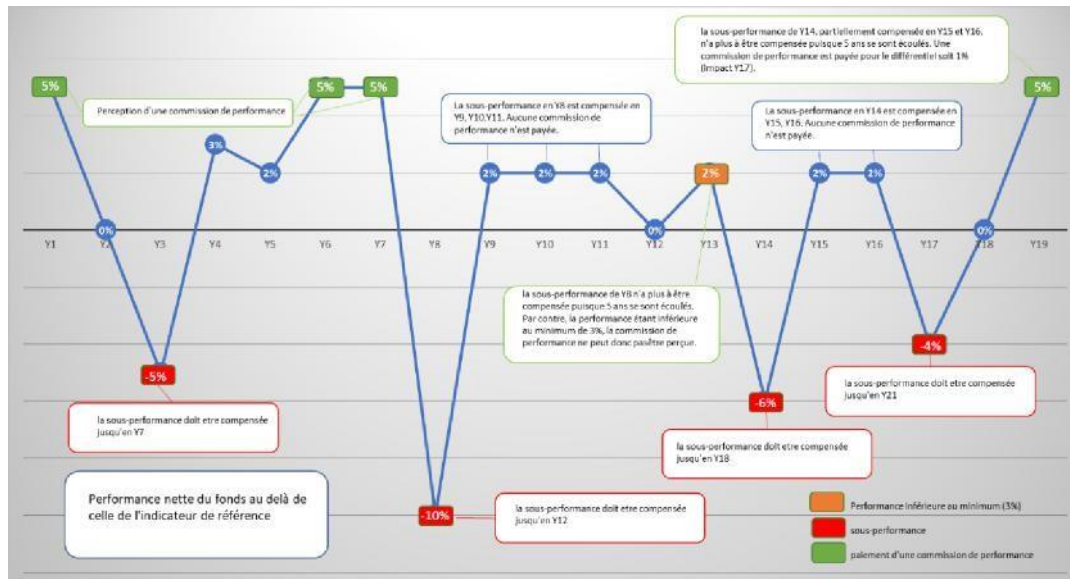 la sous-performance de Y14, partiellement compensée en Y15 et Y16,
n'a plus à être compensée puisque 5 ans se sont écoulés. Une
commission de performance est payée pour le différentiel soit 1%
(Impact Y17).
5%
5%
5%
5%
Perception d'une commission de performance
La sous-performance en Y8 est compensée en
Y9, Y10,Y11. Aucune commission de
performance n'est payée.
La sous-performance en Y14 est compensée en
Y15, Y16. Aucune commission de performance
n'est payée.
3%
2%
2%
2%
2%
2%
2%
2%
0%
0%
0%
Y1
Y2
Y3
Y4
Y5
Y6
Y7
Y8
Y9
Y10
Y11
Y12
Y13
Y14
Y15
Y16
Y17
Y18
Y19
la sous-performance de Y8 n'a plus à être
compensée puisque 5 ans se sont écoulés.
Par contre, la performance étant inférieure
au minimum de 3%, la commission de
performance ne peut donc pasêtre perçue.
-5%
-4%
-6%
-10%
la sous-performance doit etre compensée
jusqu'en Y7
la sous-performance doit etre compensée
jusqu'en Y21
la sous-performance doit etre compensée
jusqu'en Y18
la sous-performance doit etre compensée
jusqu'en Y12
Performance nette du fonds au delà de
celle de l'indicateur de référence
Performance inférieure au minimum (3%)
sous-performance
paiement d'une commission de performance